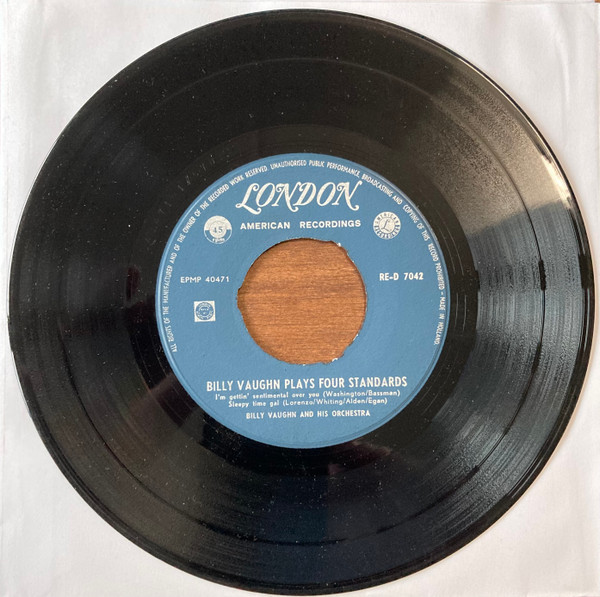 ALL RIGHTS OF THE MANUFACTURER AND OF THE OWNER OF THE RECORDED WORK RESERVED. UNAUTHORISED PUBLIC PERFORMANCE, BROADCASTING AND COPYING OF THIS RECORD PROHIBITED - MADE IN HOLLAND
LONDON
AMERICAN RECORDINGS
45
EPMP 40471
RE-D 7042
BILLY VAUGHN PLAYS FOUR STANDARDS
I'm gettin' sentimental over you (Washington/Bassman)
Sleepy time gal (Lorenzo/Whiting/Alden/Egan)
BILLY VAUGHN AND HIS ORCHESTRA